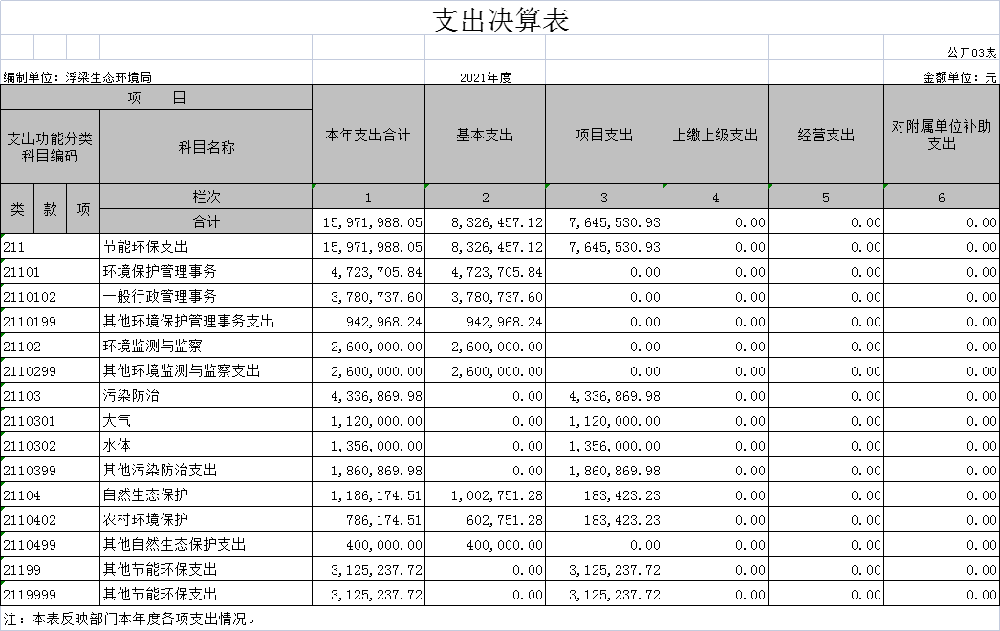 支出决算表
公开03表
编制单位：浮梁生态环境局 2021年度 金额单位：元
项 目 本年支出合计 基本支出 项目支出 上缴上级支出 经营支出 对附属单位补助支出
支出功能分类科目编码 科目名称
类 款 项 栏次 1 2 3 4 5 6
合计 15,971,988.05 8,326,457.12 7,645,530.93 0.00 0.00 0.00
211 节能环保支出 15,971,988.05 8,326,457.12 7,645,530.93 0.00 0.00 0.00
21101 环境保护管理事务 4,723,705.84 4,723,705.84 0.00 0.00 0.00 0.00
2110102 一般行政管理事务 3,780,737.60 3,780,737.60 0.00 0.00 0.00 0.00
2110199 其他环境保护管理事务支出 942,968.24 942,968.24 0.00 0.00 0.00 0.00
21102 环境监测与监察 2,600,000.00 2,600,000.00 0.00 0.00 0.00 0.00
2110299 其他环境监测与监察支出 2,600,000.00 2,600,000.00 0.00 0.00 0.00 0.00
21103 污染防治 4,336,869.98 0.00 4,336,869.98 0.00 0.00 0.00
2110301 大气 1,120,000.00 0.00 1,120,000.00 0.00 0.00 0.00
2110302 水体 1,356,000.00 0.00 1,356,000.00 0.00 0.00 0.00
2110399 其他污染防治支出 1,860,869.98 0.00 1,860,869.98 0.00 0.00 0.00
21104 自然生态保护 1,186,174.51 1,002,751.28 183,423.23 0.00 0.00 0.00
2110402 农村环境保护 786,174.51 602,751.28 183,423.23 0.00 0.00 0.00
2110499 其他自然生态保护支出 400,000.00 400,000.00 0.00 0.00 0.00 0.00
21199 其他节能环保支出 3,125,237.72 0.00 3,125,237.72 0.00 0.00 0.00
2119999 其他节能环保支出 3,125,237.72 0.00 3,125,237.72 0.00 0.00 0.00
注：本表反映部门本年度各项支出情况。